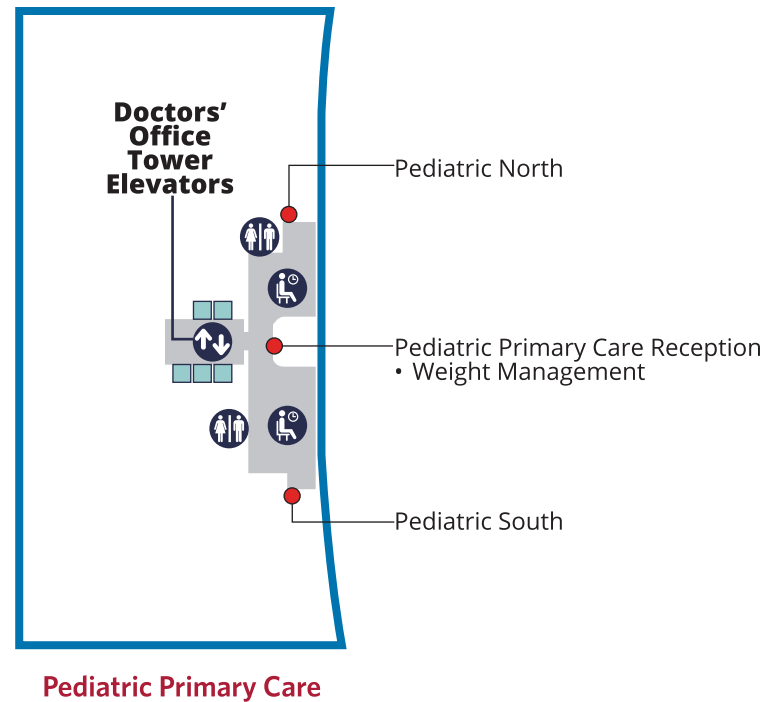 Doctors’
Office
Tower
Elevators
Pediatric North
Pediatric Primary Care Reception
• Weight Management
Pediatric South
Pediatric Primary Care